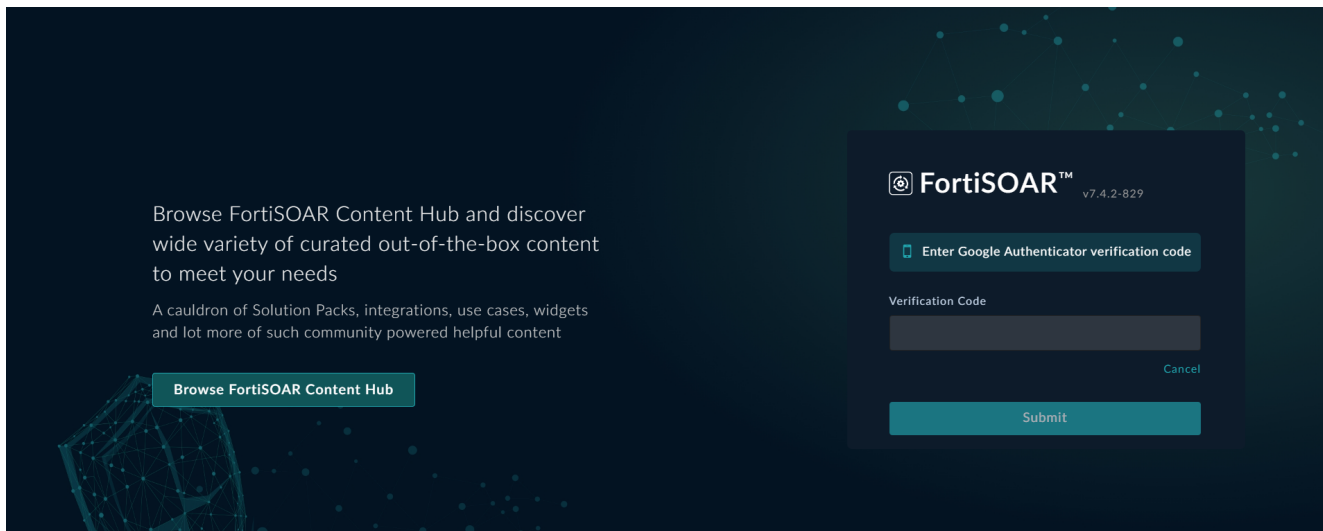 Browse FortiSOAR Content Hub and discover
wide variety of curated out-of-the-box content
to meet your needs
A cauldron of Solution Packs, integrations, use cases, widgets
and lot more of such community powered helpful content
Browse FortiSOAR Content Hub
FortiSOAR™ v7.4.2-829
Enter Google Authenticator verification code
Verification Code
Cancel
Submit